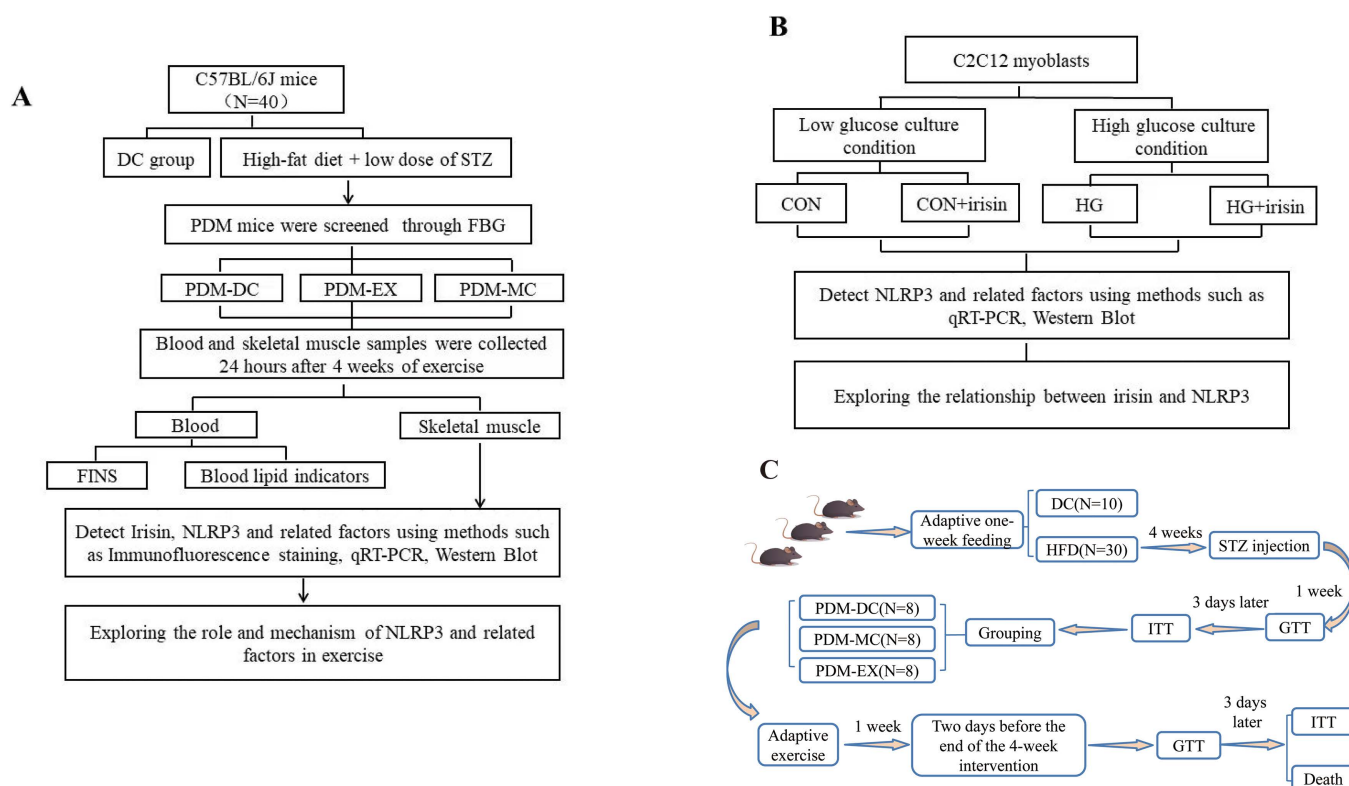 A
C57BL/6J mice
（N=40）
DC group
High-fat diet + low dose of STZ
PDM mice were screened through FBG
PDM-DC
PDM-EX
PDM-MC
Blood and skeletal muscle samples were collected
24 hours after 4 weeks of exercise
Blood
Skeletal muscle
FINS
Blood lipid indicators
Detect Irisin, NLRP3 and related factors using methods such
as Immunofluorescence staining, qRT-PCR, Western Blot
Exploring the role and mechanism of NLRP3 and related
factors in exercise
B
C2C12 myoblasts
Low glucose culture
condition
High glucose culture
condition
CON
CON+irisin
HG
HG+irisin
Detect NLRP3 and related factors using methods such as
qRT-PCR, Western Blot
Exploring the relationship between irisin and NLRP3
C
Adaptive one-
week feeding
DC(N=10)
HFD(N=30)
4 weeks
STZ injection
1 week
GTT
3 days later
ITT
Grouping
PDM-DC(N=8)
PDM-MC(N=8)
PDM-EX(N=8)
Adaptive
exercise
1 week
Two days before the
end of the 4-week
intervention
GTT
3 days
later
ITT
Death